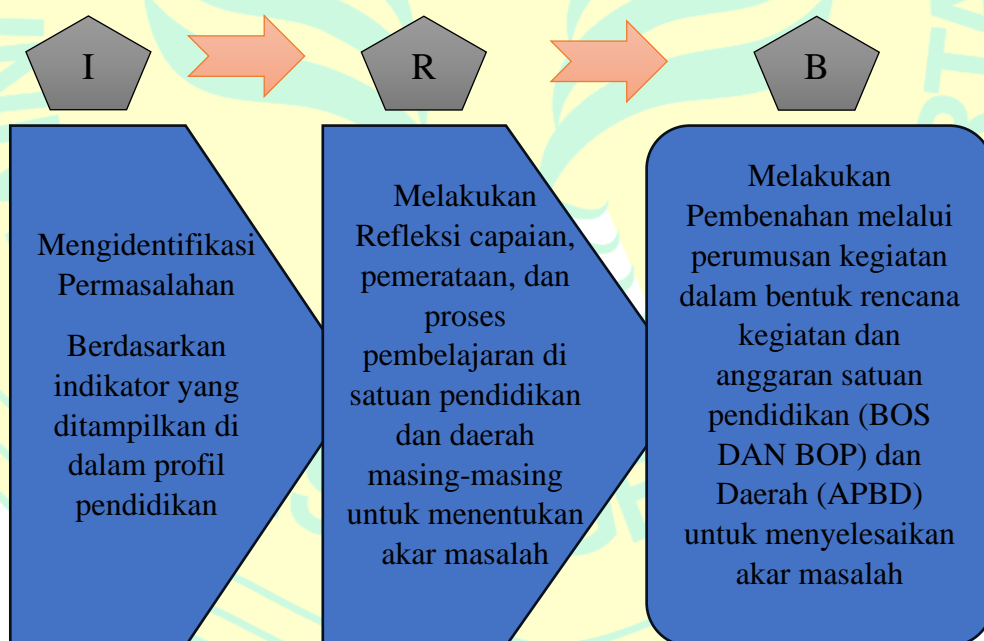 I
R
B
Mengidentifikasi
Permasalahan
Berdasarkan
indikator yang
ditampilkan di
dalam profil
pendidikan
Melakukan
Refleksi capaian,
pemerataan, dan
proses
pembelajaran di
satuan pendidikan
dan daerah
masing-masing
untuk menentukan
akar masalah
Melakukan
Pembenahan melalui
perumusan kegiatan
dalam bentuk rencana
kegiatan dan
anggaran satuan
pendidikan (BOS
DAN BOP) dan
Daerah (APBD)
untuk menyelesaikan
akar masalah